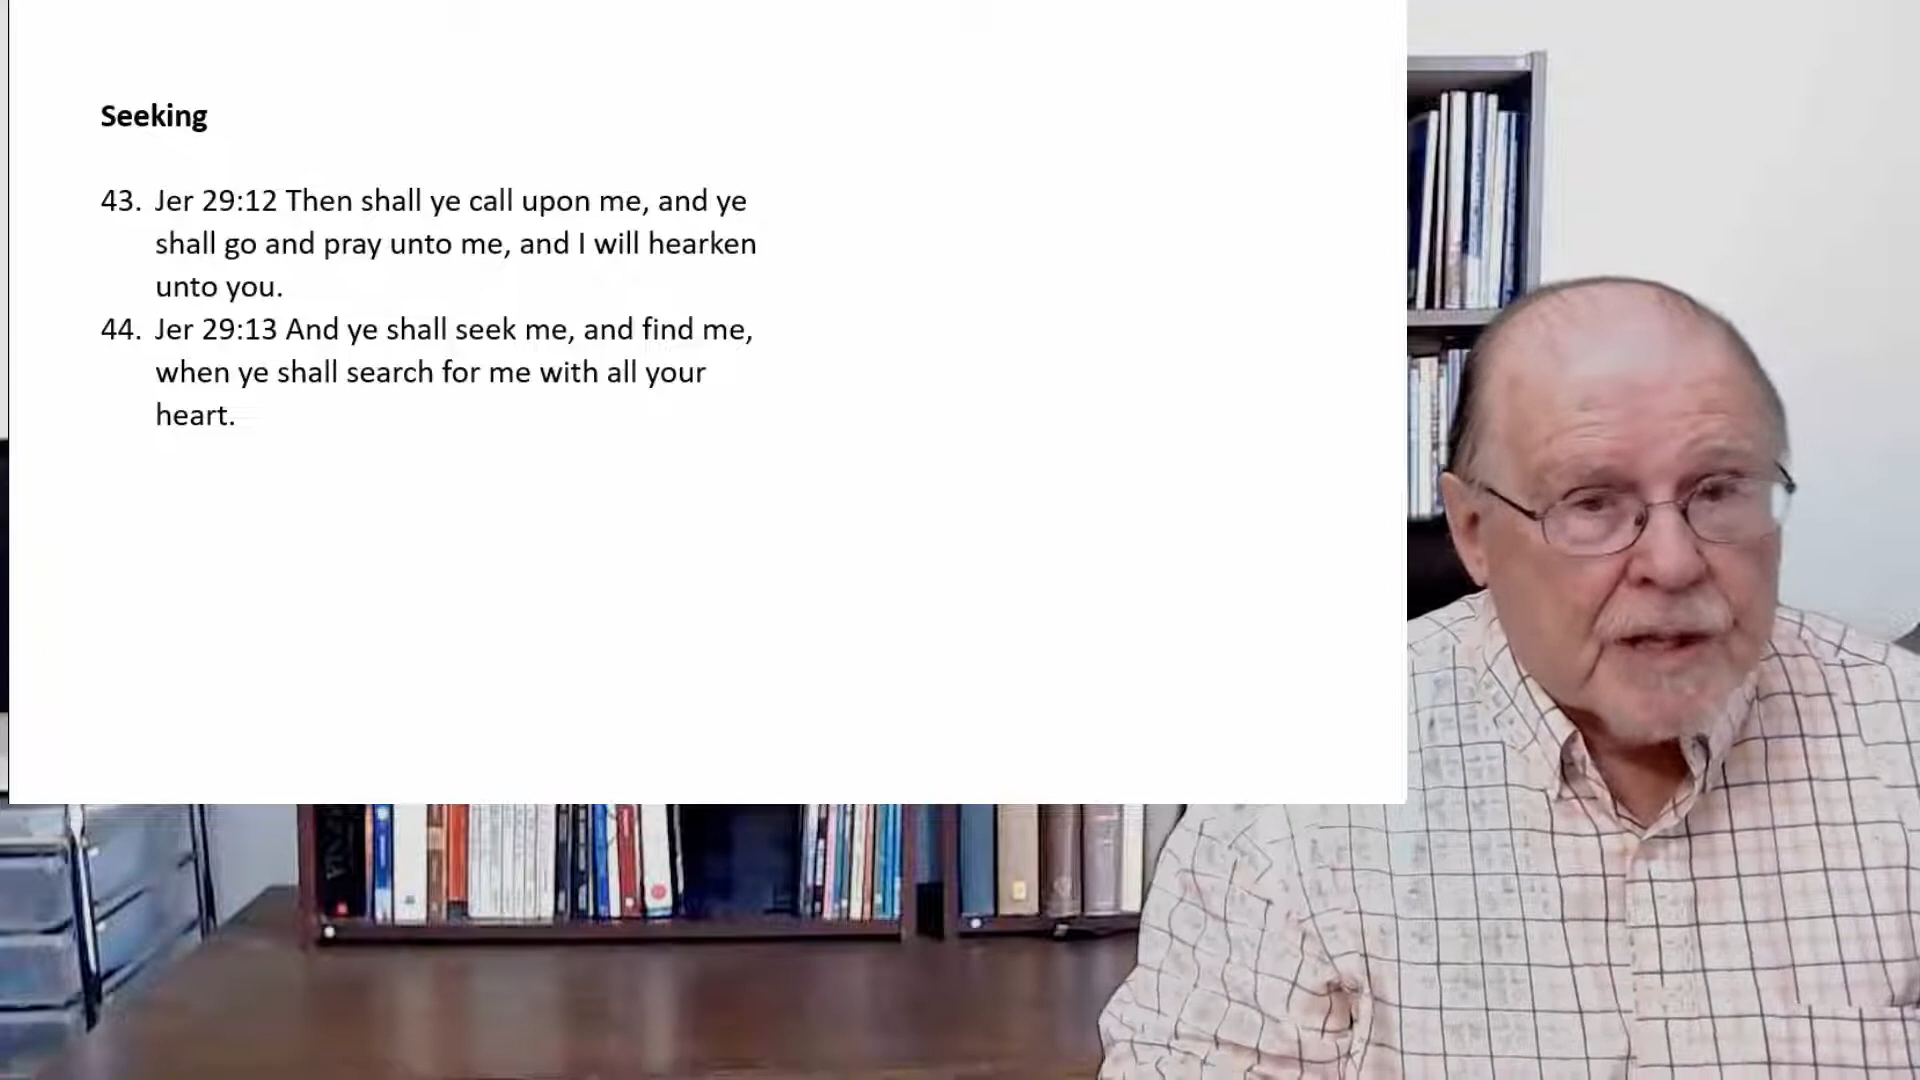 Seeking
43. Jer 29:12 Then shall ye call upon me, and ye
shall go and pray unto me, and I will hearken
unto you.
44. Jer 29:13 And ye shall seek me, and find me,
when ye shall search for me with all your
heart.